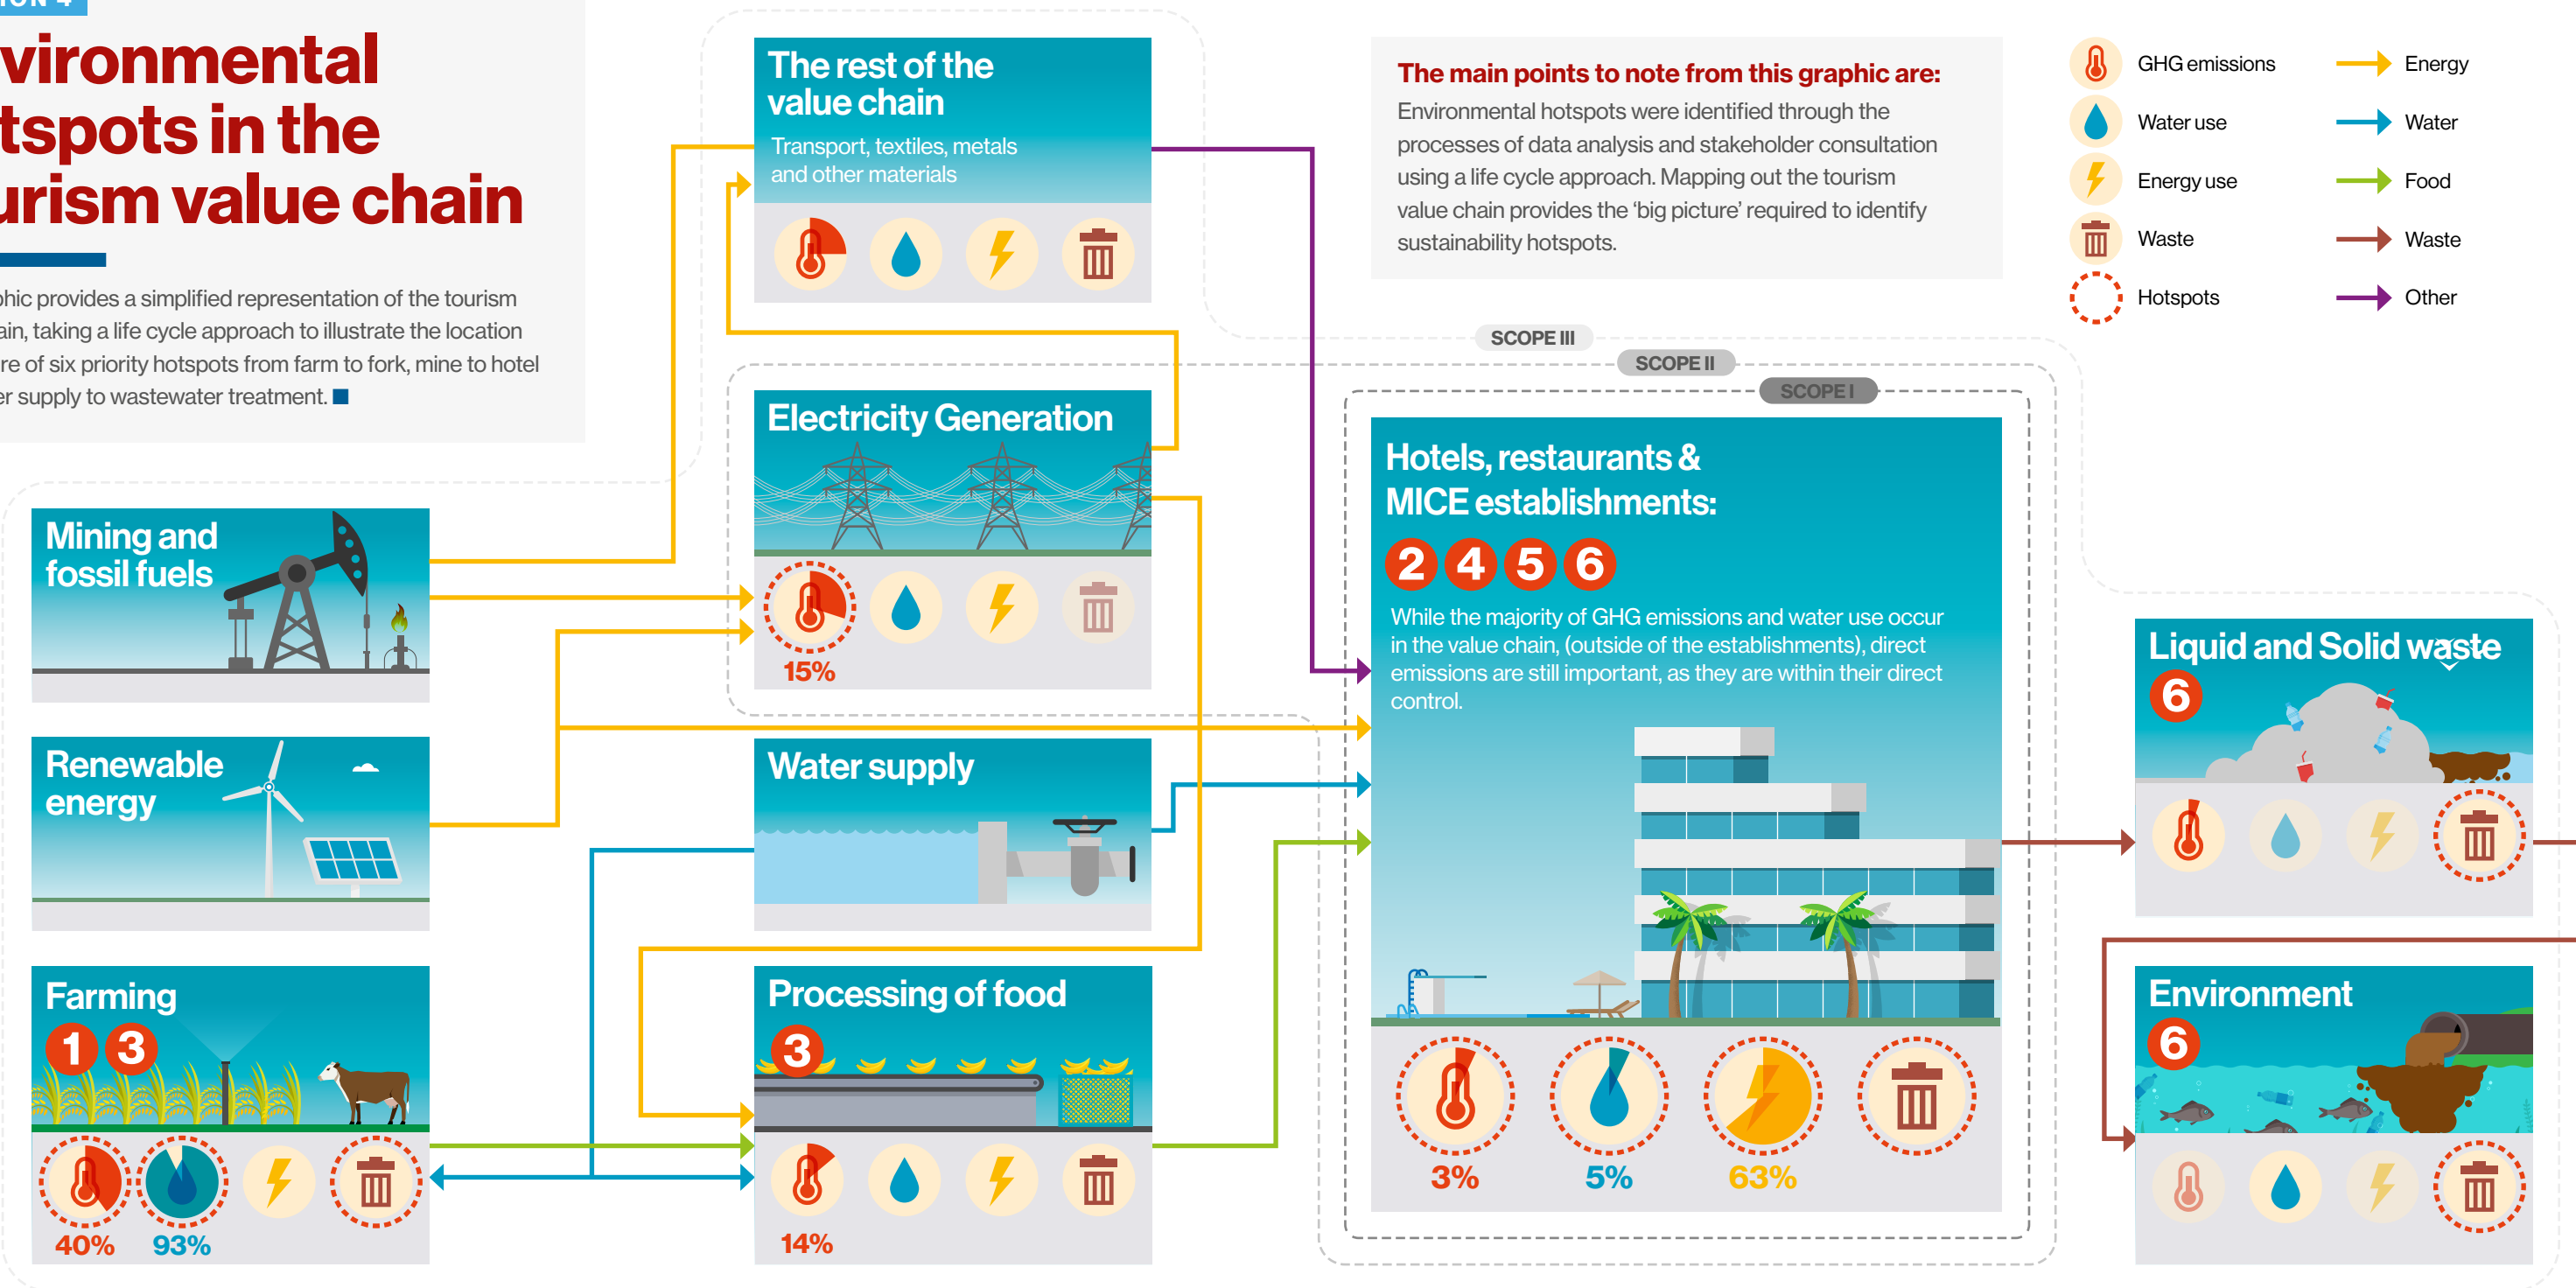 ION 4
vironmental
tspots in the
urism value chain
phic provides a simplified representation of the tourism
ain, taking a life cycle approach to illustrate the location
re of six priority hotspots from farm to fork, mine to hotel
er supply to wastewater treatment.
The rest of the
value chain
Transport, textiles, metals
and other materials
The main points to note from this graphic are:
Environmental hotspots were identified through the
processes of data analysis and stakeholder consultation
using a life cycle approach. Mapping out the tourism
value chain provides the ‘big picture’ required to identify
sustainability hotspots.
GHG emissions
Water use
Energy use
Waste
Hotspots
Energy
Water
Food
Waste
Other
SCOPE III
SCOPE II
SCOPE I
Mining and
fossil fuels
Renewable
energy
Farming
1 3
40% 93%
Electricity Generation
15%
Water supply
Processing of food
3
14%
Hotels, restaurants &
MICE establishments:
2 4 5 6
While the majority of GHG emissions and water use occur
in the value chain, (outside of the establishments), direct
emissions are still important, as they are within their direct
control.
3% 5% 63%
Liquid and Solid waste
6
Environment
6